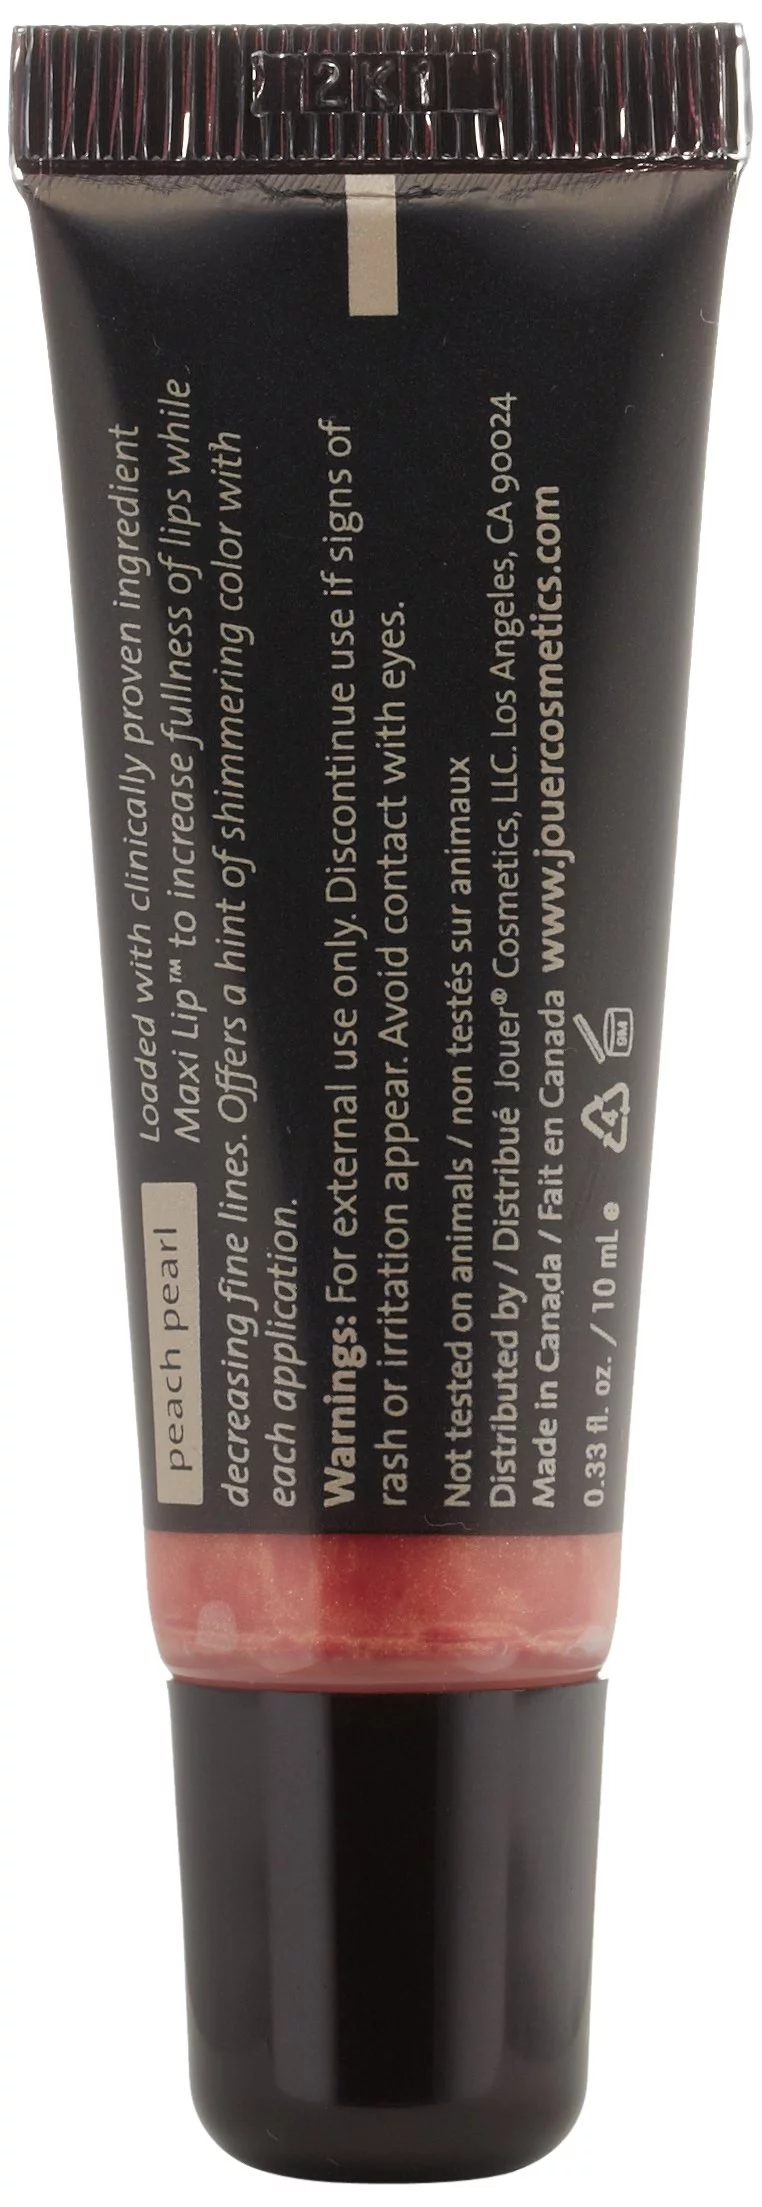 2K1
peach pearl
Loaded with clinically proven ingredient
Maxi Lip™ to increase fullness of lips while
decreasing fine lines. Offers a hint of shimmering color with
each application.
Warnings: For external use only. Discontinue use if signs of
rash or irritation appear. Avoid contact with eyes.
Not tested on animals / non testés sur animaux
Distributed by / Distribué Jouer® Cosmetics, LLC. Los Angeles, CA 90024
Made in Canada / Fait en Canada www.jouercosmetics.com
0.33 fl. oz. / 10 mL e
4
9M